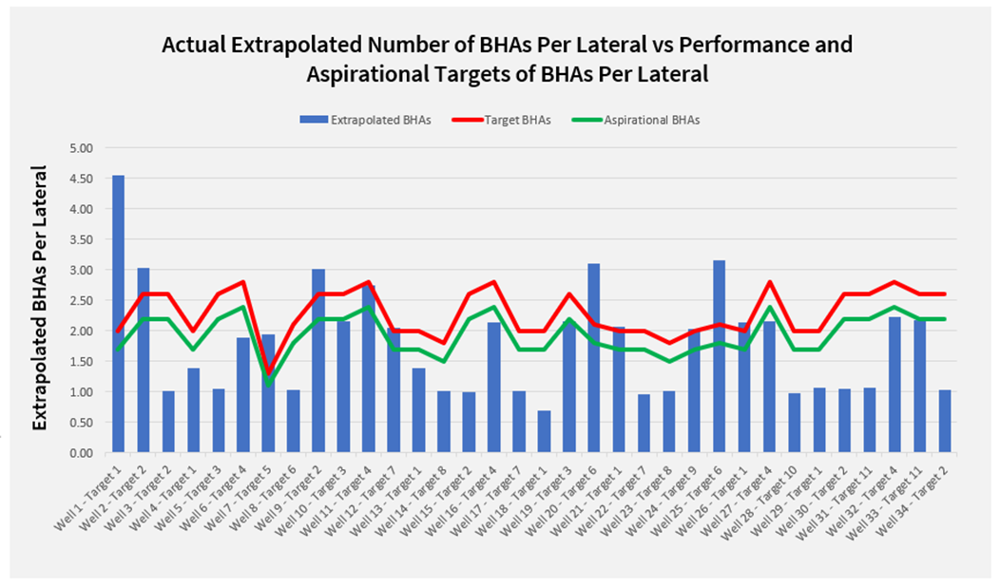 Actual Extrapolated Number of BHAs Per Lateral vs Performance and
Aspirational Targets of BHAs Per Lateral
Extrapolated BHAs
Target BHAs
Aspirational BHAs
Extrapolated BHAs Per Lateral
5.00
4.50
4.00
3.50
3.00
2.50
2.00
1.50
1.00
0.50
0.00
Well 1 - Target 1
Well 2 - Target 2
Well 3 - Target 2
Well 4 - Target 1
Well 5 - Target 3
Well 6 - Target 4
Well 7 - Target 5
Well 8 - Target 6
Well 9 - Target 2
Well 10 - Target 3
Well 11 - Target 4
Well 12 - Target 7
Well 13 - Target 1
Well 14 - Target 8
Well 15 - Target 2
Well 16 - Target 4
Well 17 - Target 7
Well 18 - Target 1
Well 19 - Target 3
Well 20 - Target 6
Well 21 - Target 1
Well 22 - Target 7
Well 23 - Target 8
Well 24 - Target 9
Well 25 - Target 6
Well 26 - Target 1
Well 27 - Target 4
Well 28 - Target 10
Well 29 - Target 1
Well 30 - Target 2
Well 31 - Target 11
Well 32 - Target 4
Well 33 - Target 11
Well 34 - Target 2